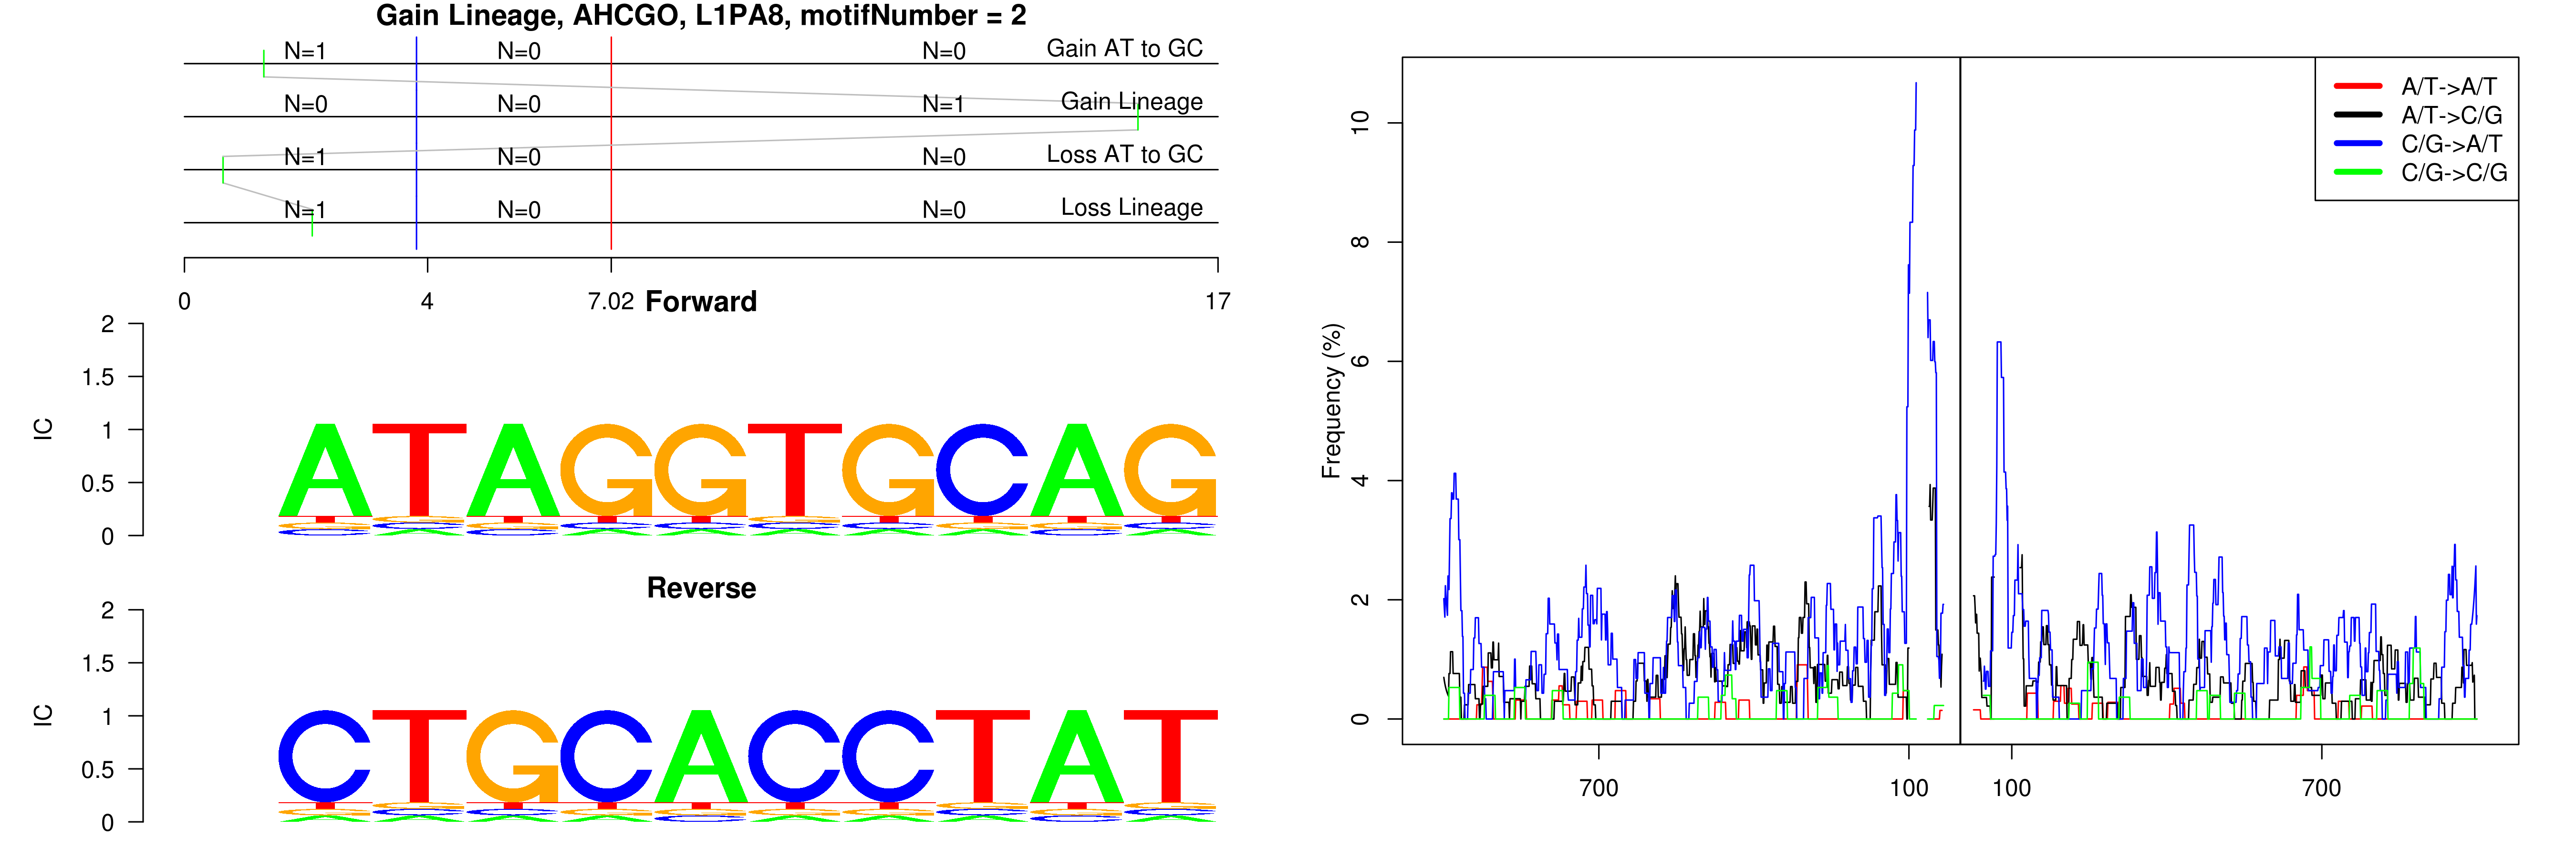 Gain Lineage, AHCGO, L1PA8, motifNumber = 2
N=1 N=0 N=0 Gain AT to GC
N=0 N=0 N=1 Gain Lineage
N=1 N=0 N=0 Loss AT to GC
N=1 N=0 N=0 Loss Lineage
0 4 7.02 17
Forward
IC
2
1.5
1
0.5
0
ATAGGTGCAG
Reverse
IC
2
1.5
1
0.5
0
CTGCACCTAT
Frequency (%)
10
8
6
4
2
0
700 100 100 700
A/T->A/T
A/T->C/G
C/G->A/T
C/G->C/G